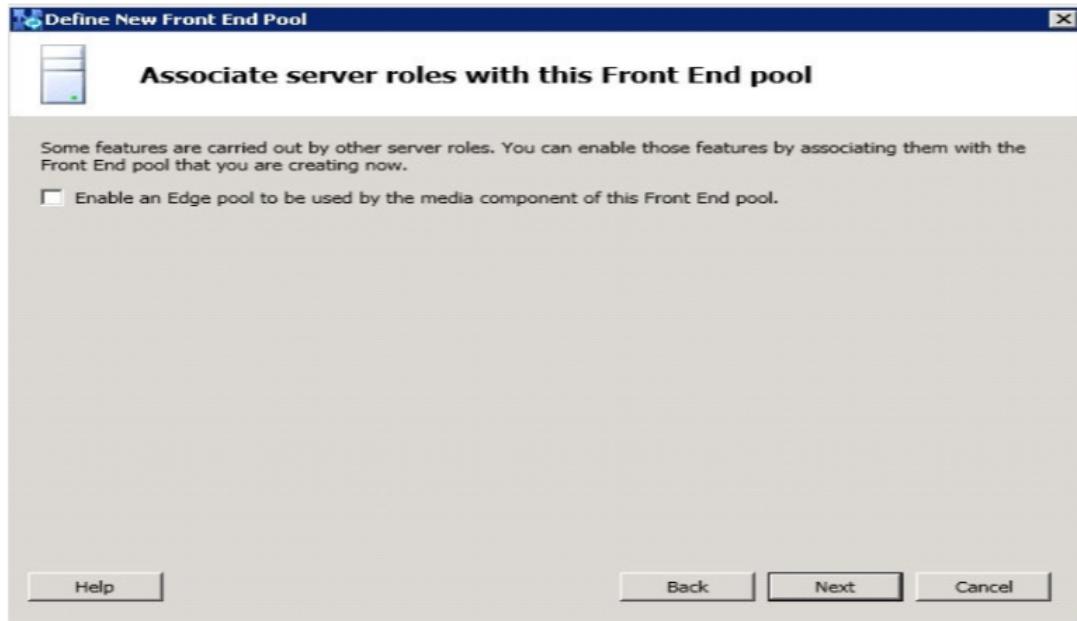 Define New Front End Pool
Associate server roles with this Front End pool
Some features are carried out by other server roles. You can enable those features by associating them with the
Front End pool that you are creating now.
Enable an Edge pool to be used by the media component of this Front End pool.
Help
Back
Next
Cancel